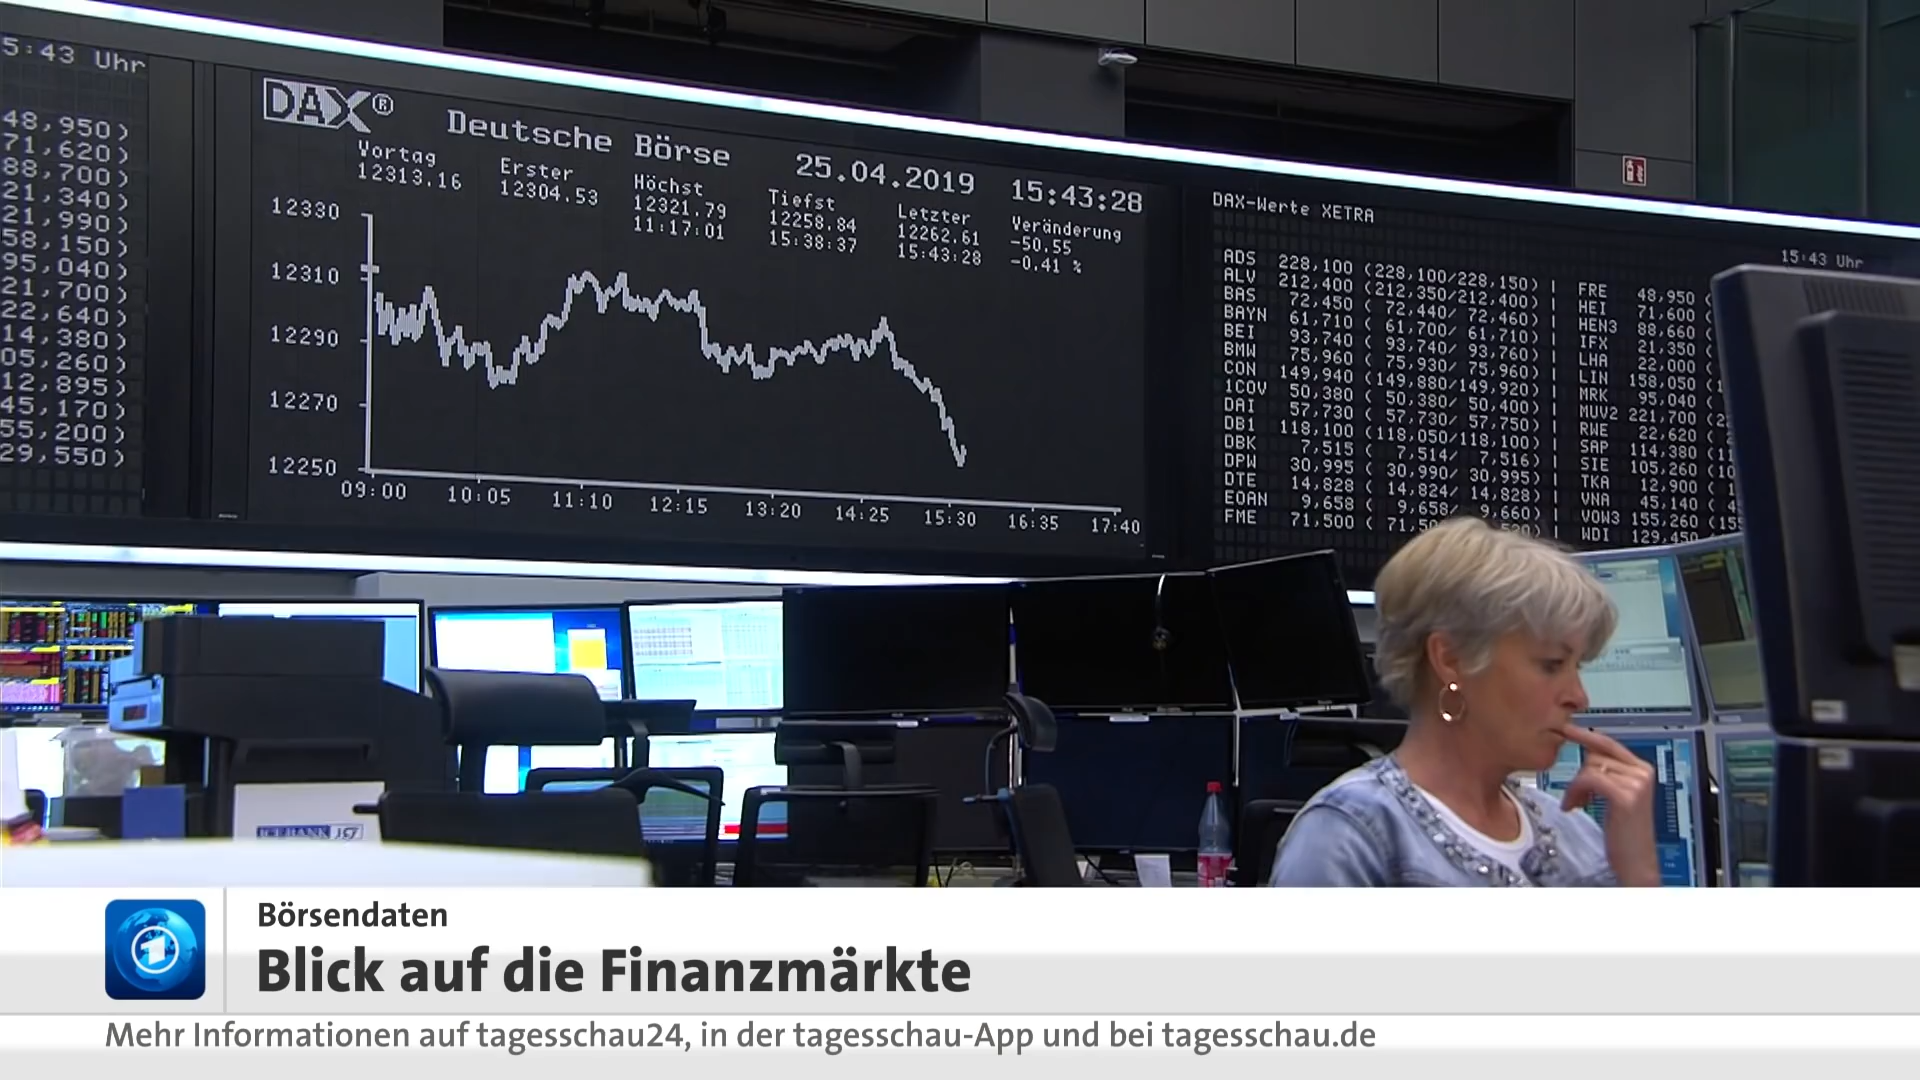 5:43 Uhr
48,950)
71,620)
88,700)
21,340)
21,990)
58,150)
95,040)
21,700)
22,640)
14,380)
05,260)
12,895)
45,170)
55,200)
29,550)
DAX® Deutsche Börse 25.04.2019 15:43:28
Vortag Erster Höchst Tiefst Letzter Veränderung
12313.16 12304.53 12321.79 12258.84 12262.61 -50.55
11:17:01 15:38:37 15:43:28 -0.41 %
12330
12310
12290
12270
12250
09:00 10:05 11:10 12:15 13:20 14:25 15:30 16:35 17:40
DAX-Werte XETRA
15:43 Uhr
ADS 228,100 (228,100/228,150) | FRE 48,950 (
ALV 212,400 (212,350/212,400) | HEI 71,600 (
BAS 72,450 ( 72,440/ 72,460) | HEN3 88,660 (
BAYN 61,710 ( 61,700/ 61,710) | IFX 21,350 (
BEI 93,740 ( 93,740/ 93,760) | LHA 22,000 (
BMW 75,960 ( 75,930/ 75,960) | LIN 158,050 (1
CON 149,940 (149,880/149,920) | MRK 95,040 (
1COV 50,380 ( 50,380/ 50,400) | MUV2 221,700 (2
DAI 57,730 ( 57,730/ 57,750) | RWE 22,620 (
DB1 118,100 (118,050/118,100) | SAP 114,380 (11
DBK 7,515 ( 7,514/ 7,516) | SIE 105,260 (10
DPW 30,995 ( 30,990/ 30,995) | TKA 12,900 ( 1
DTE 14,828 ( 14,824/ 14,828) | VNA 45,140 ( 4
EOAN 9,658 ( 9,658/ 9,660) | VOW3 155,260 (155
FME 71,500 ( 71,5 WDI 129,450
Börsendaten
Blick auf die Finanzmärkte
Mehr Informationen auf tagesschau24, in der tagesschau-App und bei tagesschau.de